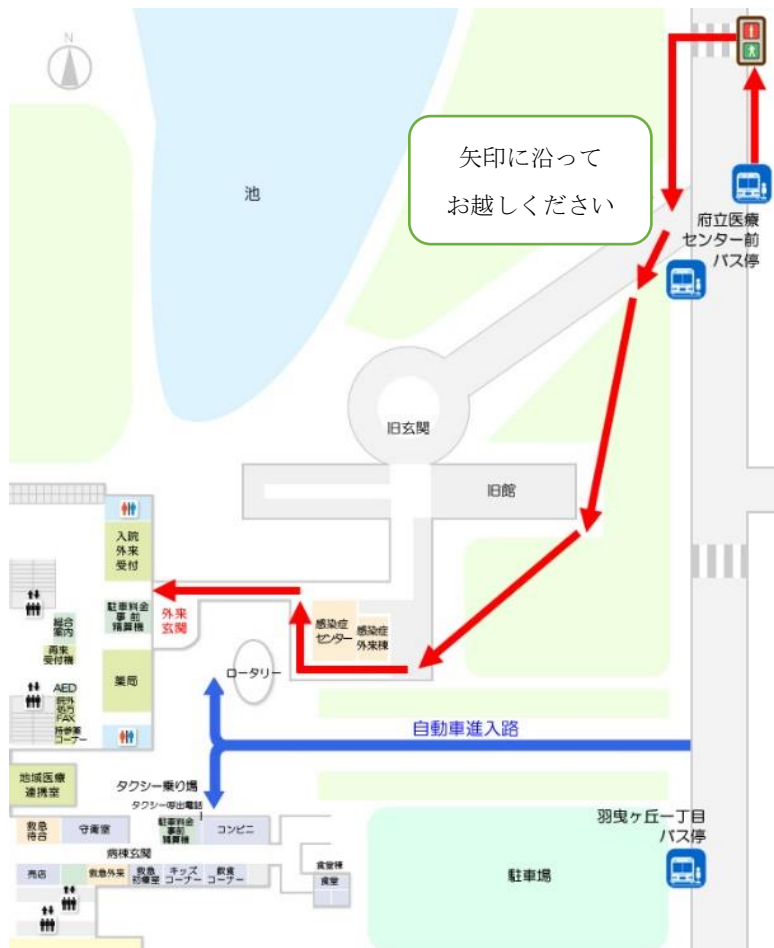 N
矢印に沿って
お越しください
池
府立医療
センター前
バス停
旧玄関
旧館
入院
外来
受付
駐車料金
事前
精算機
外来
玄関
総合
案内
再来
受付機
薬局
AED
院外
処方
FAX
持参薬
コーナー
感染症
センター
感染症
外来棟
ロータリー
自動車進入路
地域医療
連携室
タクシー乗り場
タクシー呼出電話
救急
待合
守衛室
駐車料金
事前
精算機
コンビニ
病棟玄関
売店
救急外来
救急
初療室
キッズ
コーナー
飲食
コーナー
食堂棟
食堂
羽曳ヶ丘一丁目
バス停
駐車場